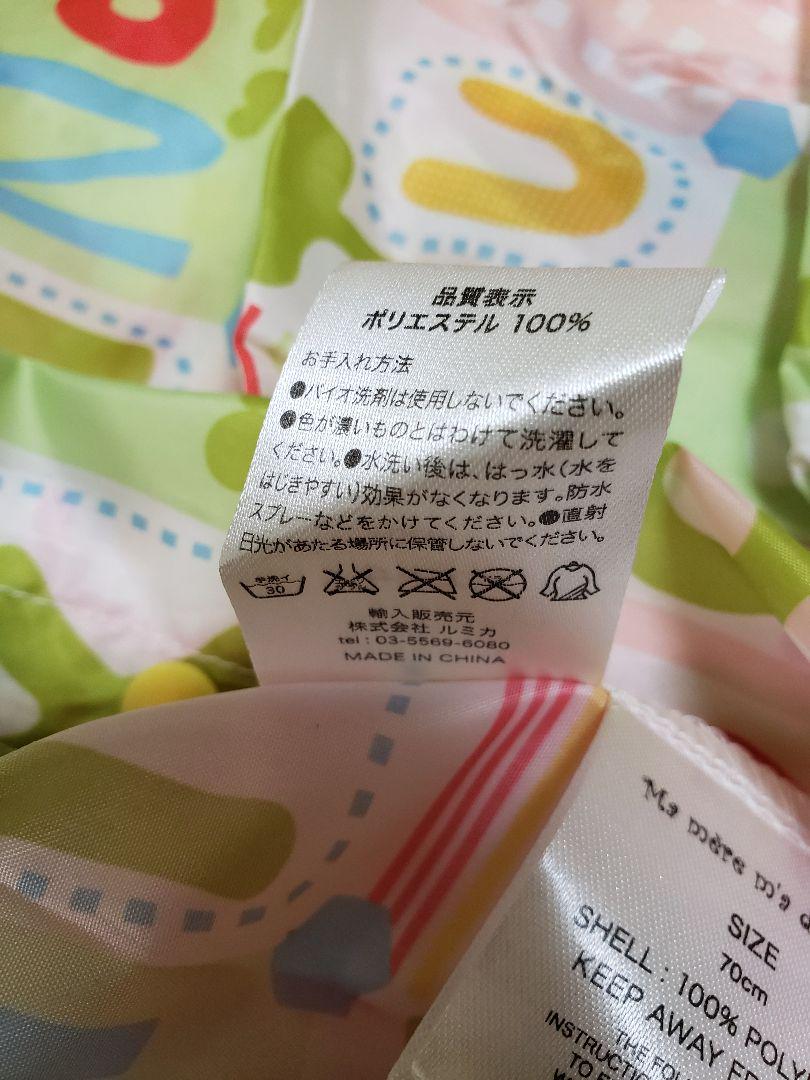 品質表示
ポリエステル 100%
お手入れ方法
●バイオ洗剤は使用しないでください。
●色が濃いものとはわけて洗濯して
ください。●水洗い後は、はっ水(水を
はじきやすい)効果がなくなります。防水
スプレーなどをかけてください。●直射
日光があたる場所に保管しないでください。
手洗イ
30
輸入販売元
株式会社 ルミカ
tel : 03-5569-6080
MADE IN CHINA
Ma mère m'a
SIZE
70cm
SHELL : 100%
KEEP AWAY
THE
TO